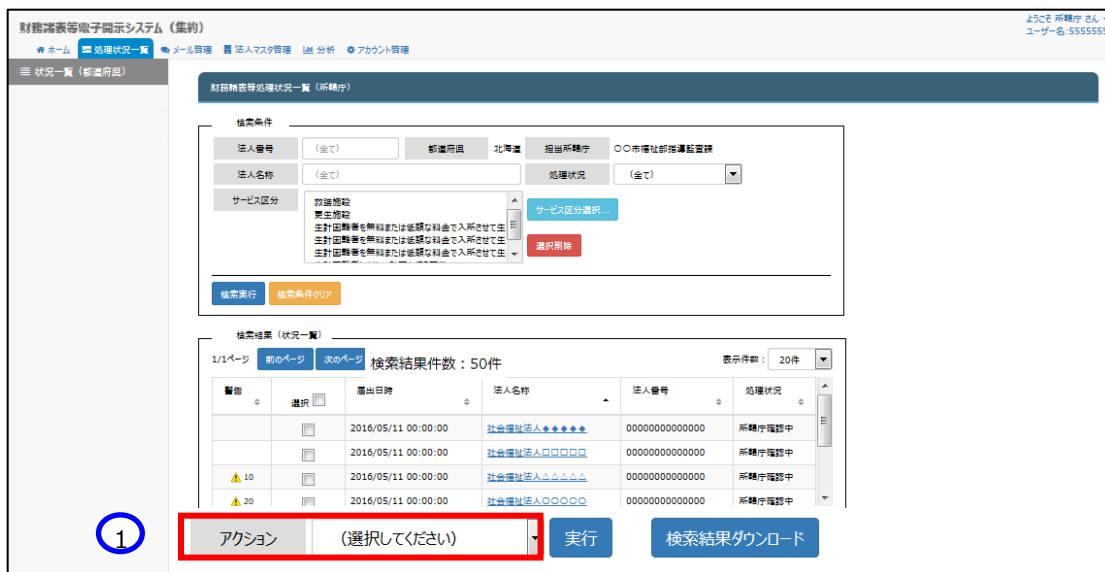 財務諸表等電子開示システム（集約）
ようこそ 所轄庁 さん
ユーザー名:5555555
ホーム 処理状況一覧 メール管理 法人マスタ管理 分析 アカウント管理
状況一覧（都道府県）
財務諸表等処理状況一覧（所轄庁）
検索条件
法人番号 （全て） 都道府県 北海道 担当所轄庁 〇〇市福祉部指導監査課
法人名称 （全て） 処理状況 （全て）
サービス区分
救護施設
更生施設
生計困難者を無料または低額な料金で入所させて生
生計困難者を無料または低額な料金で入所させて生
生計困難者を無料または低額な料金で入所させて生
サービス区分選択...
選択削除
検索実行 検索条件クリア
検索結果（状況一覧）
1/1ページ 前のページ 次のページ 検索結果件数：50件 表示件数： 20件
警告 選択 届出日時 法人名称 法人番号 処理状況
2016/05/11 00:00:00 社会福祉法人◆◆◆◆◆ 00000000000000 所轄庁確認中
2016/05/11 00:00:00 社会福祉法人□□□□□ 00000000000000 所轄庁確認中
10 2016/05/11 00:00:00 社会福祉法人△△△△△ 00000000000000 所轄庁確認中
20 2016/05/11 00:00:00 社会福祉法人〇〇〇〇〇 00000000000000 所轄庁確認中
1 アクション （選択してください） 実行 検索結果ダウンロード